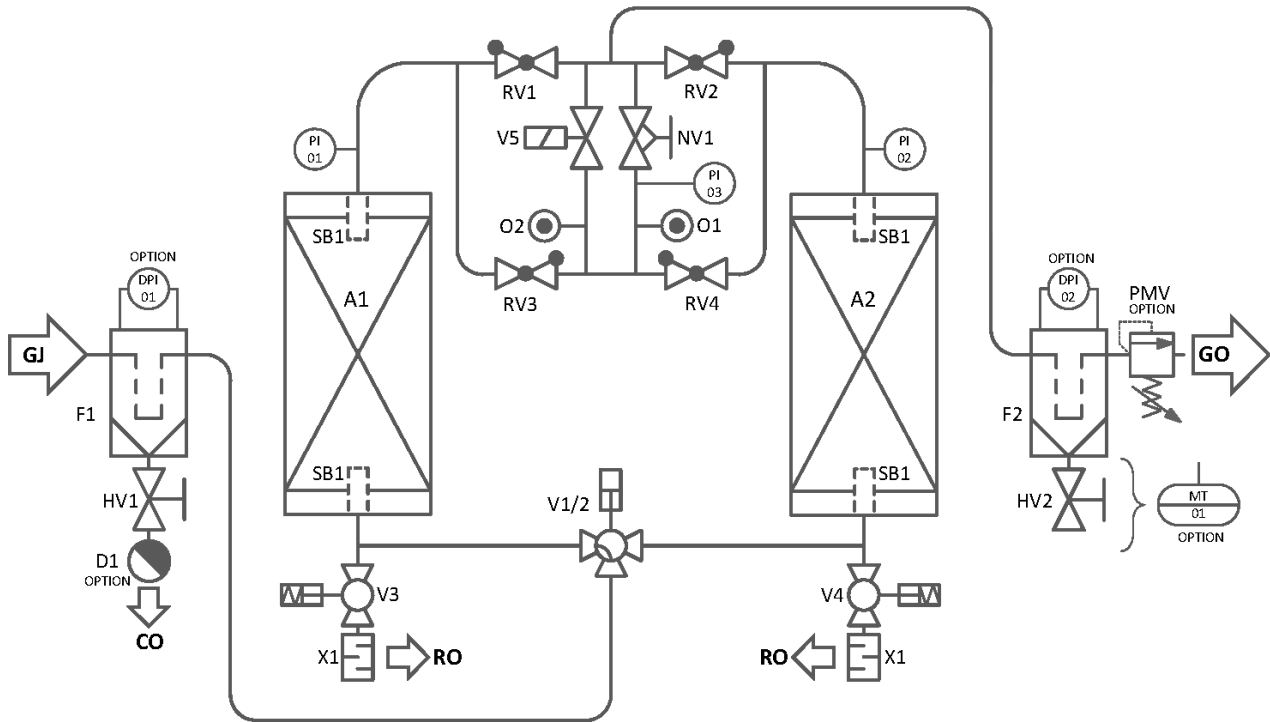 RV1
RV2
V5
NV1
PI
01
PI
02
PI
03
SB1
O2
O1
SB1
OPTION
DPI
01
RV3
RV4
OPTION
DPI
02
PMV
OPTION
A1
A2
GJ
GO
F1
F2
SB1
SB1
HV1
V1/2
HV2
MT
01
OPTION
D1
OPTION
V3
V4
CO
X1
RO
RO
X1